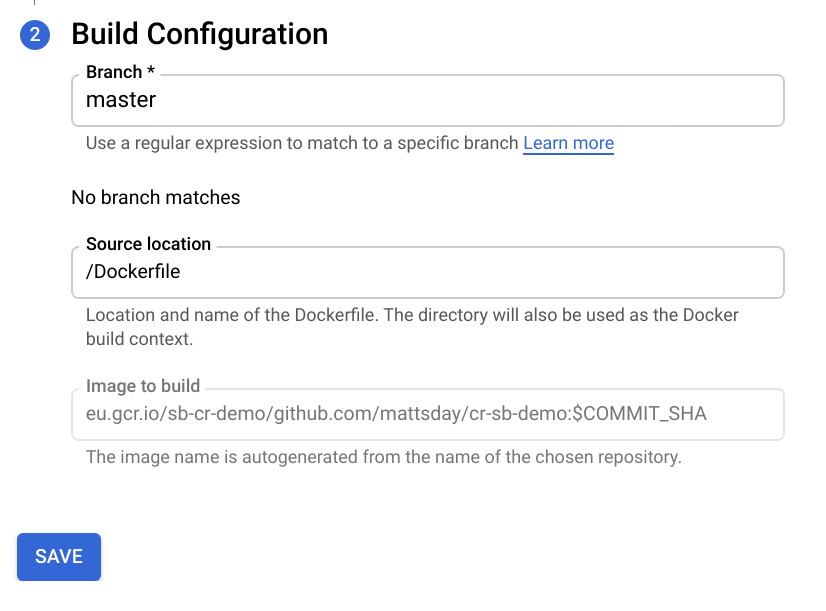 2 Build Configuration
Branch *
master
Use a regular expression to match to a specific branch Learn more
No branch matches
Source location
/Dockerfile
Location and name of the Dockerfile. The directory will also be used as the Docker
build context.
Image to build
eu.gcr.io/sb-cr-demo/github.com/mattsday/cr-sb-demo:$COMMIT_SHA
The image name is autogenerated from the name of the chosen repository.
SAVE